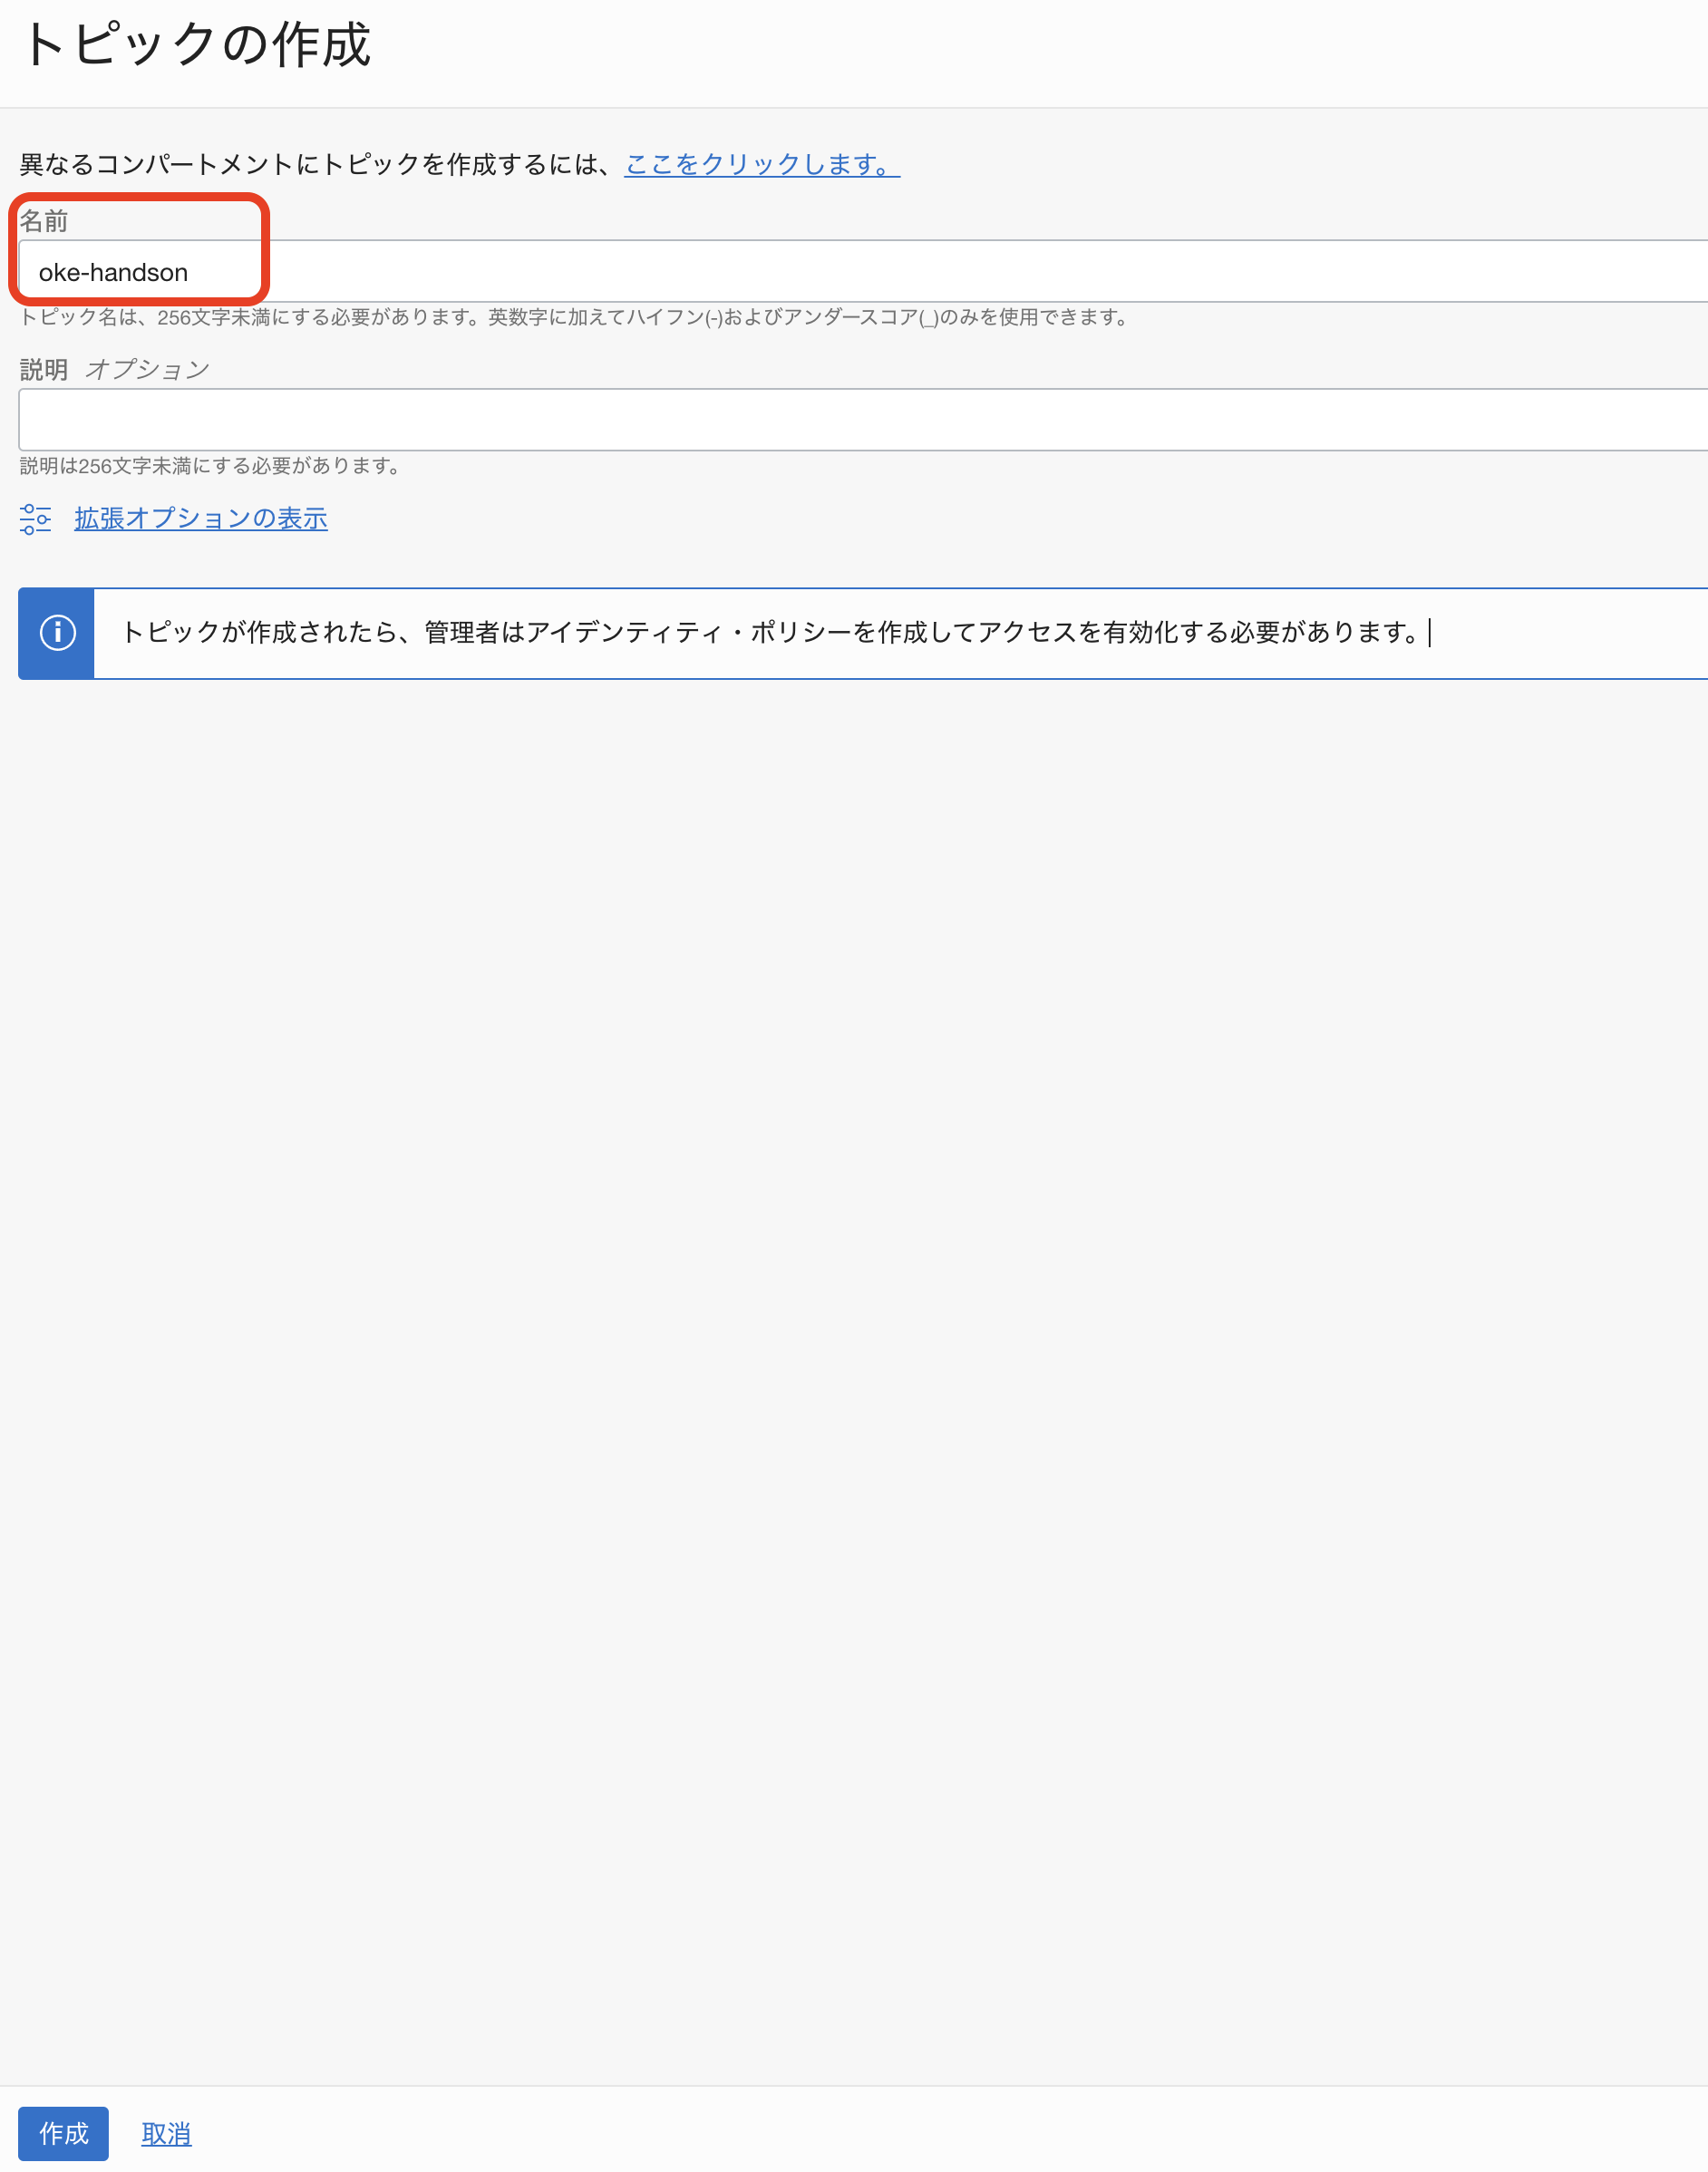 トピックの作成
異なるコンパートメントにトピックを作成するには、ここをクリックします。
名前
oke-handson
トピック名は、256文字未満にする必要があります。英数字に加えてハイフン(-)およびアンダースコア(_)のみを使用できます。
説明 オプション
説明は256文字未満にする必要があります。
拡張オプションの表示
トピックが作成されたら、管理者はアイデンティティ・ポリシーを作成してアクセスを有効化する必要があります。
作成 取消